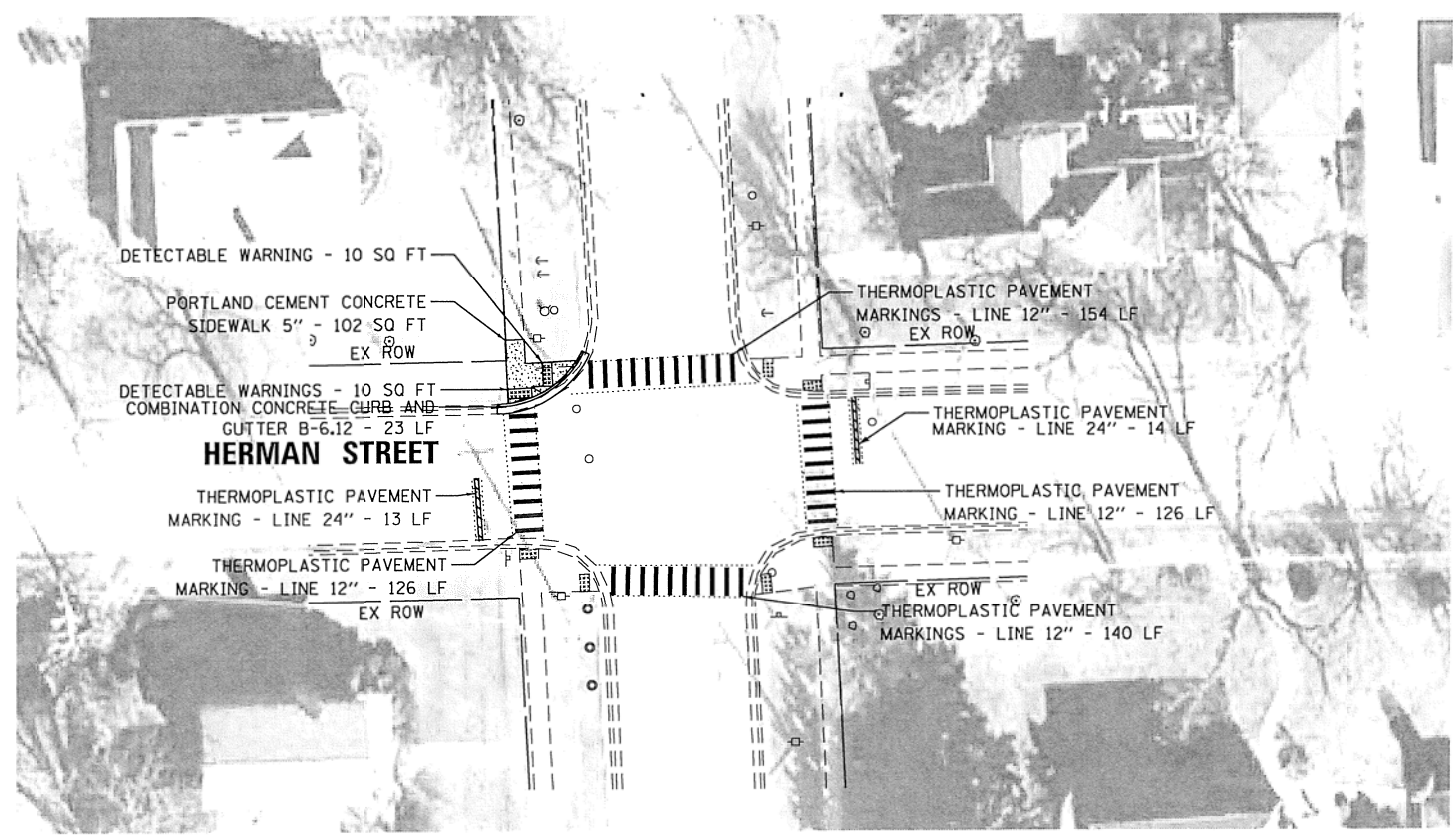 DETECTABLE WARNING - 10 SQ FT
PORTLAND CEMENT CONCRETE
SIDEWALK 5" - 102 SQ FT
EX ROW
DETECTABLE WARNINGS - 10 SQ FT
COMBINATION CONCRETE CURB AND
GUTTER B-6.12 - 23 LF
HERMAN STREET
THERMOPLASTIC PAVEMENT
MARKING - LINE 24" - 13 LF
THERMOPLASTIC PAVEMENT
MARKING - LINE 12" - 126 LF
EX ROW
THERMOPLASTIC PAVEMENT
MARKINGS - LINE 12" - 154 LF
EX ROW
THERMOPLASTIC PAVEMENT
MARKING - LINE 24" - 14 LF
THERMOPLASTIC PAVEMENT
MARKING - LINE 12" - 126 LF
EX ROW
THERMOPLASTIC PAVEMENT
MARKINGS - LINE 12" - 140 LF